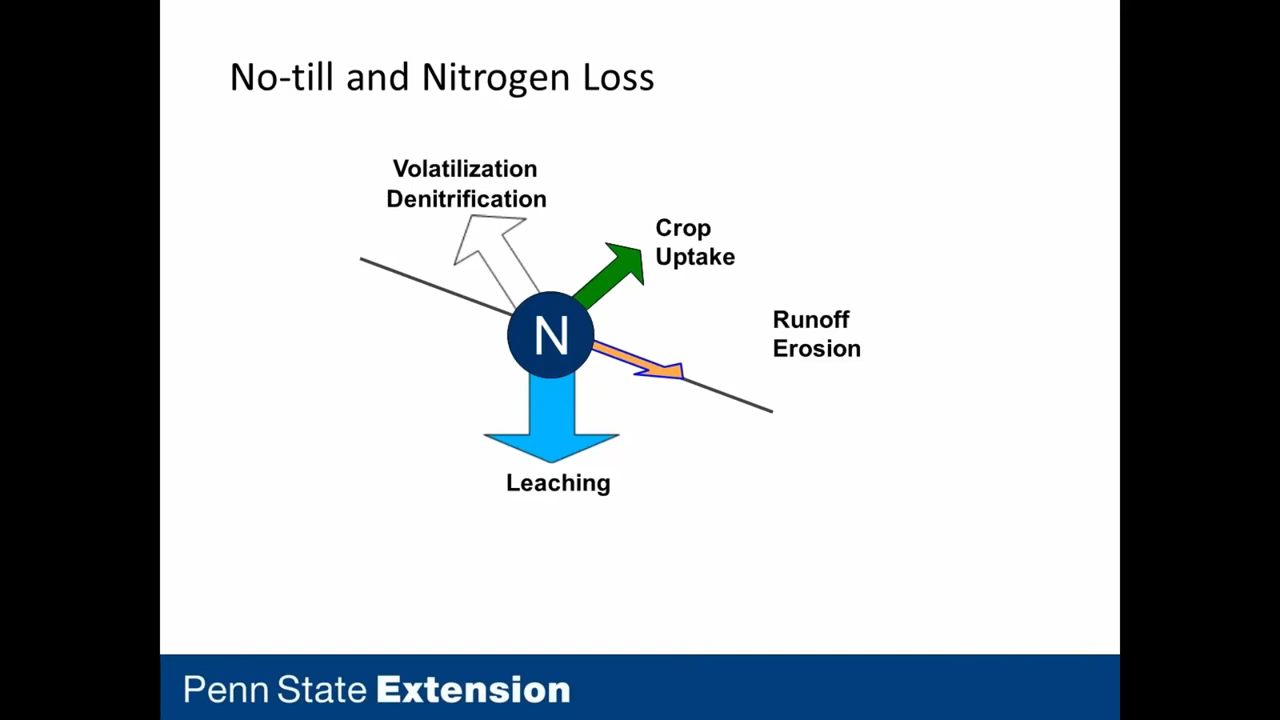 No-till and Nitrogen Loss
Volatilization
Denitrification
Crop
Uptake
Runoff
Erosion
N
Leaching
Penn State Extension